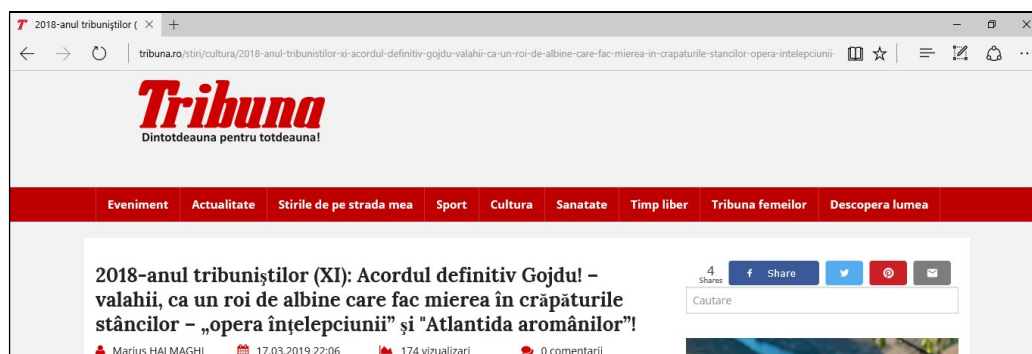 T 2018-anul tribuniștilor (
tribuna.ro/stiri/cultura/2018-anul-tribunistilor-xi-acordul-definitiv-gojdu-valahii-ca-un-roi-de-albine-care-fac-mierea-in-crapaturile-stancilor-opera-intelepciunii-
Tribuna
Dintotdeauna pentru totdeauna!
Eveniment Actualitate Stirile de pe strada mea Sport Cultura Sanatate Timp liber Tribuna femeilor Descopera lumea
2018-anul tribuniștilor (XI): Acordul definitiv Gojdu! –
valahii, ca un roi de albine care fac mierea în crăpăturile
stâncilor – „opera înțelepciunii” și "Atlantida aromânilor”!
4
Shares
f Share
Cautare
Marius HALMAGHI 17.03.2019 22:06 174 vizualizari 0 comentarii